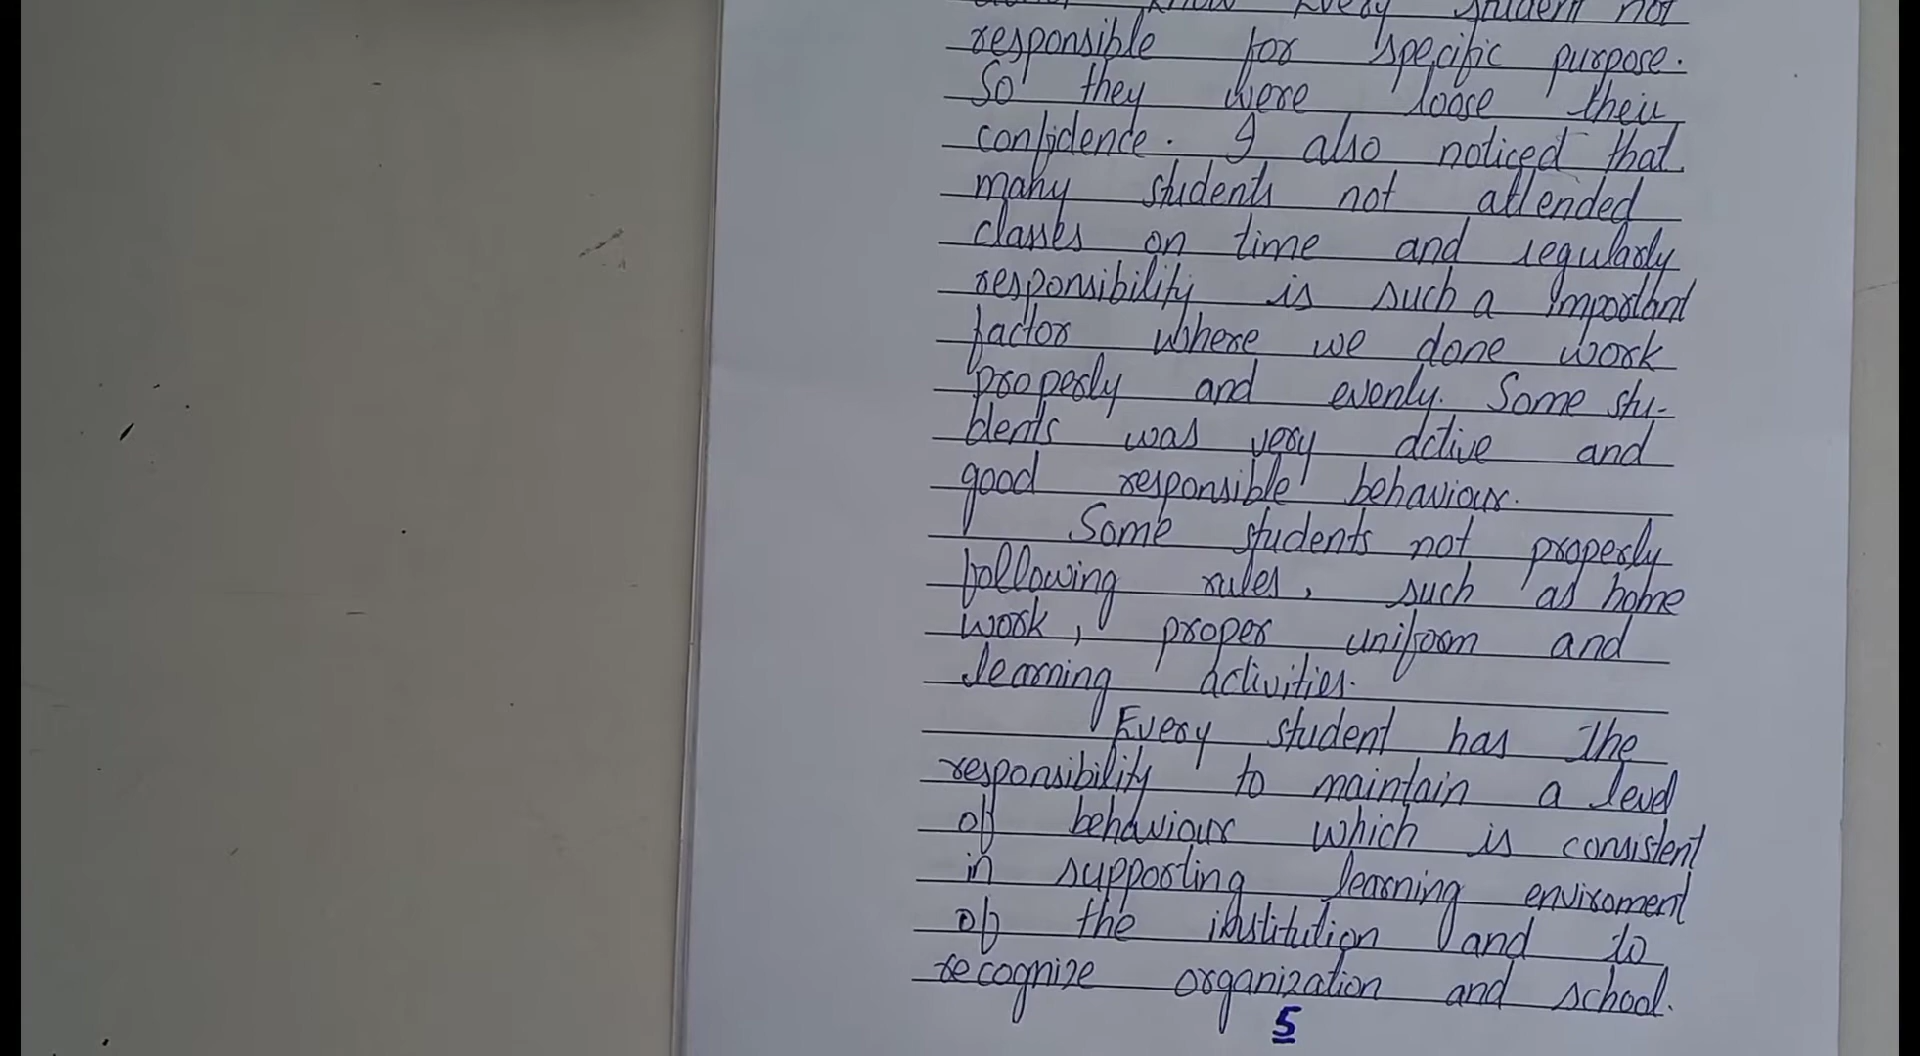 know Every student not
responsible for specific purpose.
So they were loose their
confidence. I also noticed that
many students not attended
classes on time and regularly
responsibility is such a important
factor where we done work
properly and evenly. Some stu-
dents was very active and
good responsible behaviour.
Some students not properly
following rules, such as home
work, proper uniform and
learning activities.
Every student has the
responsibility to maintain a level
of behaviour which is consistent
in supporting learning enviroment
of the institution and to
recognize organization and school.
5